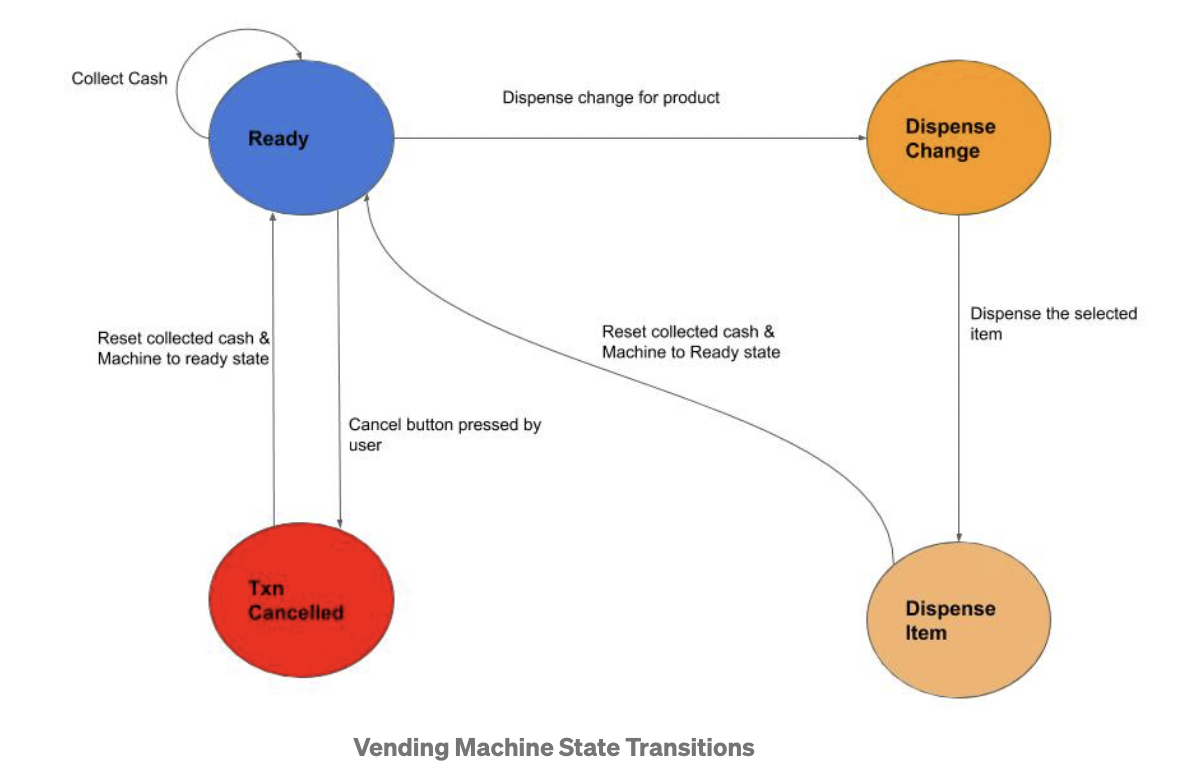 Collect Cash
Ready
Dispense change for product
Dispense
Change
Reset collected cash &
Machine to ready state
Cancel button pressed by
user
Reset collected cash &
Machine to Ready state
Dispense the selected
item
Txn
Cancelled
Dispense
Item
Vending Machine State Transitions